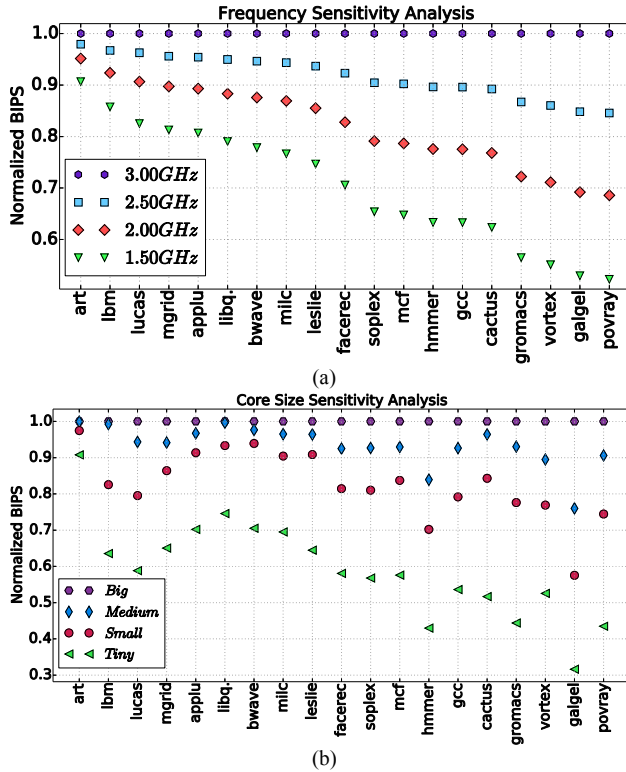 Frequency Sensitivity Analysis
Normalized BIPS
1.0
0.9
0.8
0.7
0.6
3.00GHz
2.50GHz
2.00GHz
1.50GHz
art lbm lucas mgrid applu libq. bwave milc leslie facerec soplex mcf hmmer gcc cactus gromacs vortex galgel povray
(a)
Core Size Sensitivity Analysis
Normalized BIPS
1.0
0.9
0.8
0.7
0.6
0.5
0.4
0.3
Big
Medium
Small
Tiny
art lbm lucas mgrid applu libq. bwave milc leslie facerec soplex mcf hmmer gcc cactus gromacs vortex galgel povray
(b)